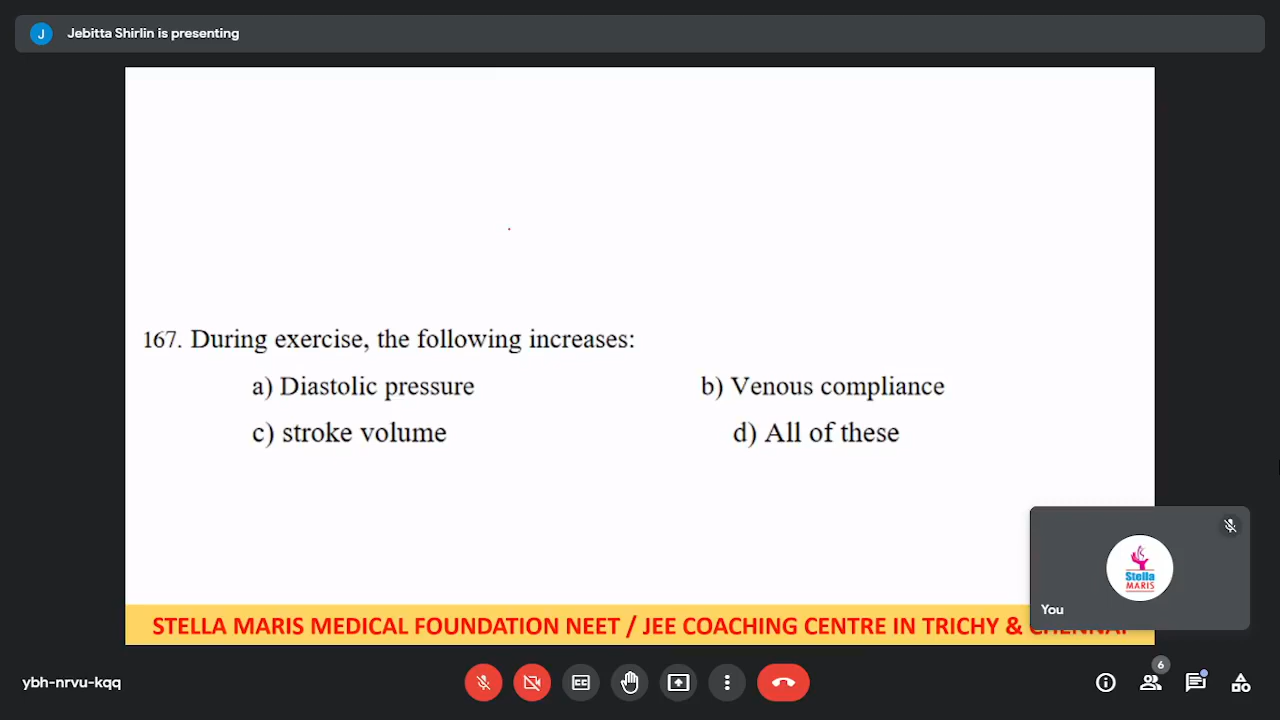 J Jebitta Shirlin is presenting
167. During exercise, the following increases:
a) Diastolic pressure b) Venous compliance
c) stroke volume d) All of these
Stella
MARIS
You
STELLA MARIS MEDICAL FOUNDATION NEET / JEE COACHING CENTRE IN TRICHY &
ybh-nrvu-kqq
CC
6